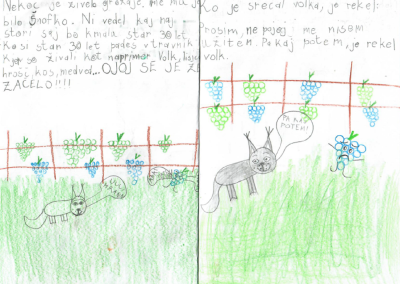 Nekoč je živelo grozdje, ime mu je
bilo Šnofko. Ni vedel kaj naj
stori saj bo kmalu star 30 let
Ko si star 30 let padeš v travnik
Kjer so živali kot naprimer Volk, lisica
hrošč, kos, medved... OJOJ SE JE ZA
ZAČELO!!!!
Ko je srečal volka, je rekel:
Prosim, ne pojej me nisem
užiten. Pa kaj potem, je rekel
volk.
PA KAJ
POTEM!